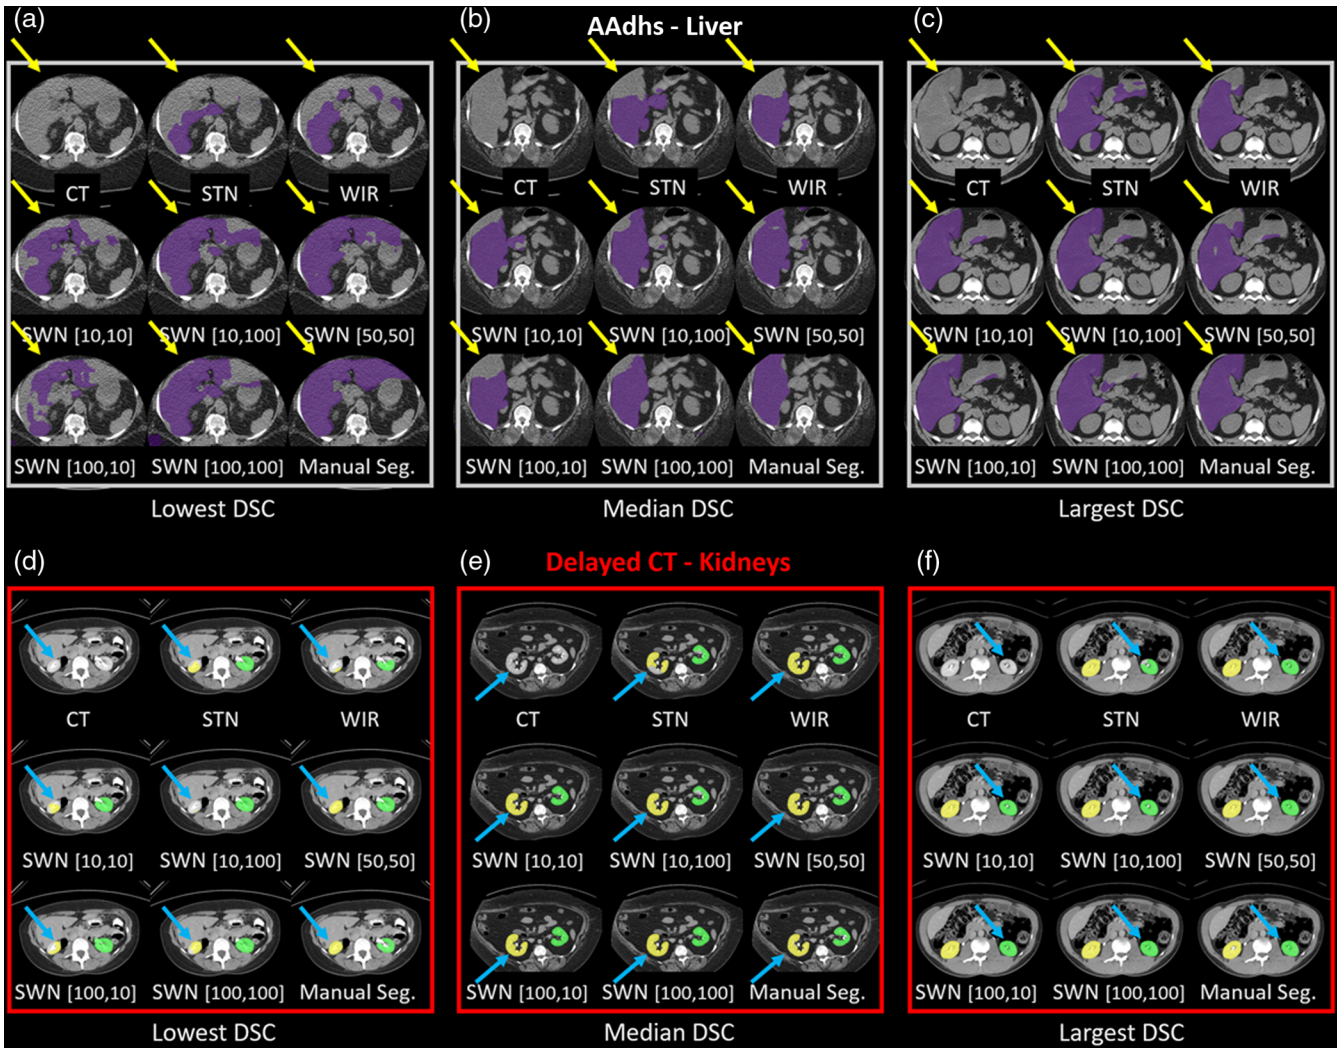 (a)
(b)
AAdhs - Liver
(c)
CT STN WIR
CT STN WIR
CT STN WIR
SWN [10,10] SWN [10,100] SWN [50,50]
SWN [10,10] SWN [10,100] SWN [50,50]
SWN [10,10] SWN [10,100] SWN [50,50]
SWN [100,10] SWN [100,100] Manual Seg.
SWN [100,10] SWN [100,100] Manual Seg.
SWN [100,10] SWN [100,100] Manual Seg.
Lowest DSC
Median DSC
Largest DSC
(d)
(e)
Delayed CT - Kidneys
(f)
CT STN WIR
CT STN WIR
CT STN WIR
SWN [10,10] SWN [10,100] SWN [50,50]
SWN [10,10] SWN [10,100] SWN [50,50]
SWN [10,10] SWN [10,100] SWN [50,50]
SWN [100,10] SWN [100,100] Manual Seg.
SWN [100,10] SWN [100,100] Manual Seg.
SWN [100,10] SWN [100,100] Manual Seg.
Lowest DSC
Median DSC
Largest DSC